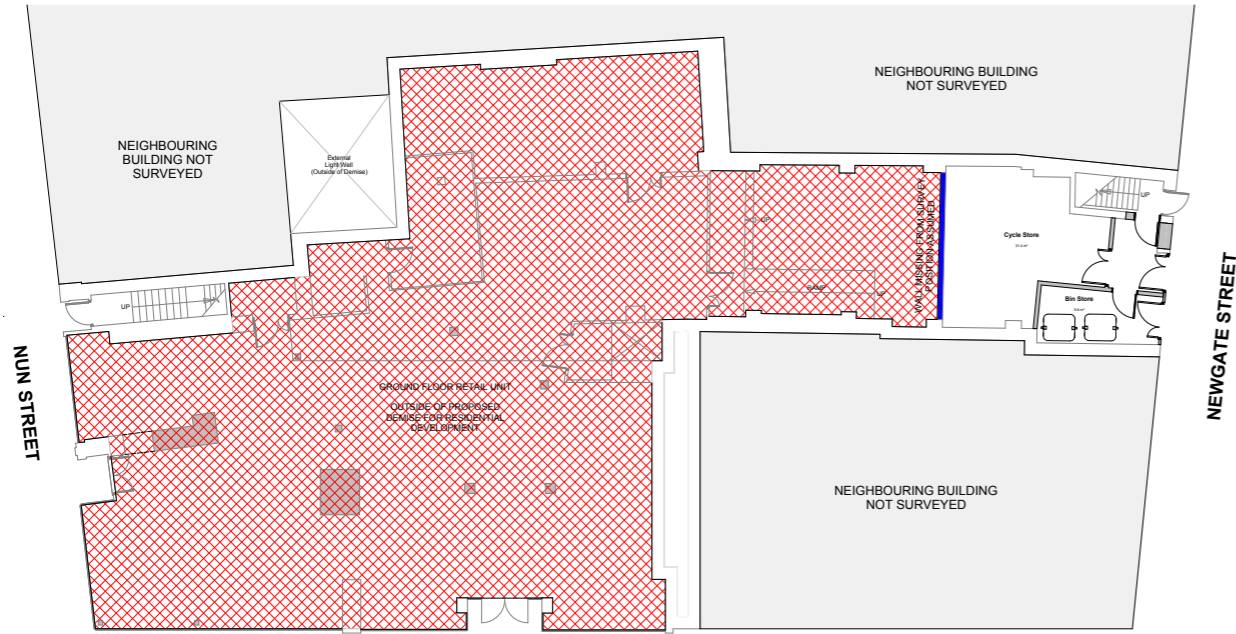 NEIGHBOURING BUILDING
NOT SURVEYED
NEIGHBOURING
BUILDING NOT
SURVEYED
External
Light Well
(Outside of Demise)
UP
UP
WALL MISSING FROM SURVEY
POSITION ASSUMED
Cycle Store
UP
RAMP
UP
Bin Store
NUN STREET
NEWGATE STREET
GROUND FLOOR RETAIL UNIT
OUTSIDE OF PROPOSED
DEMISE FOR RESIDENTIAL
DEVELOPMENT
NEIGHBOURING BUILDING
NOT SURVEYED